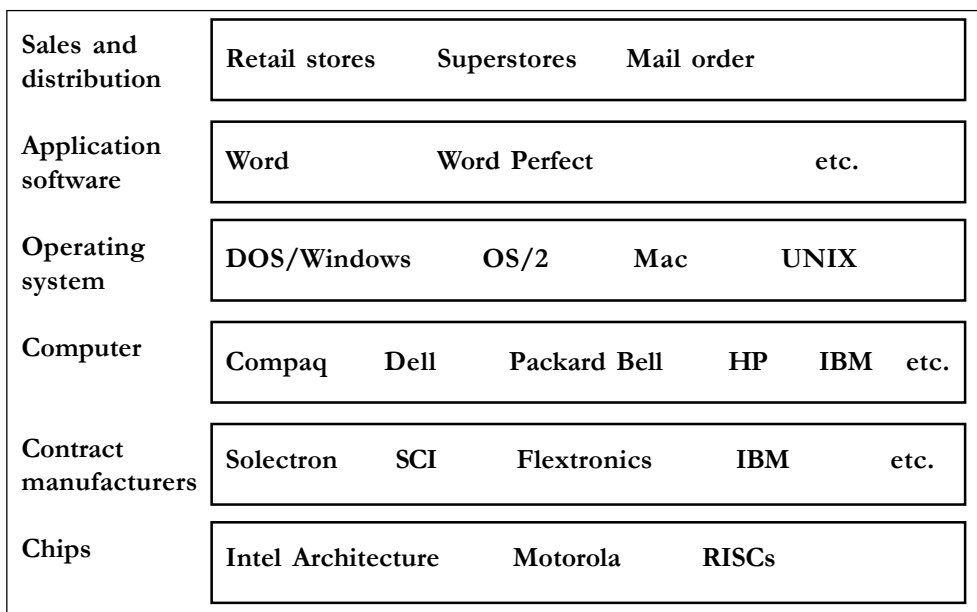 Sales and
distribution
Retail stores Superstores Mail order
Application
software
Word Word Perfect etc.
Operating
system
DOS/Windows OS/2 Mac UNIX
Computer
Compaq Dell Packard Bell HP IBM etc.
Contract
manufacturers
Solectron SCI Flextronics IBM etc.
Chips
Intel Architecture Motorola RISCs